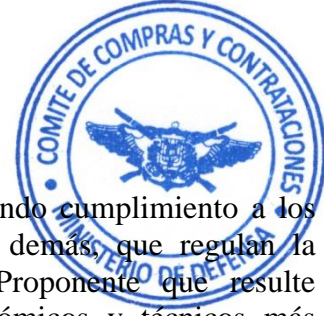 COMITE DE COMPRAS Y CONTRATACIONES
MINISTERIO DE DEFENSA
ndo cumplimiento a los
demás, que regulan la
Proponente que resulte
ómicos y técnicos más